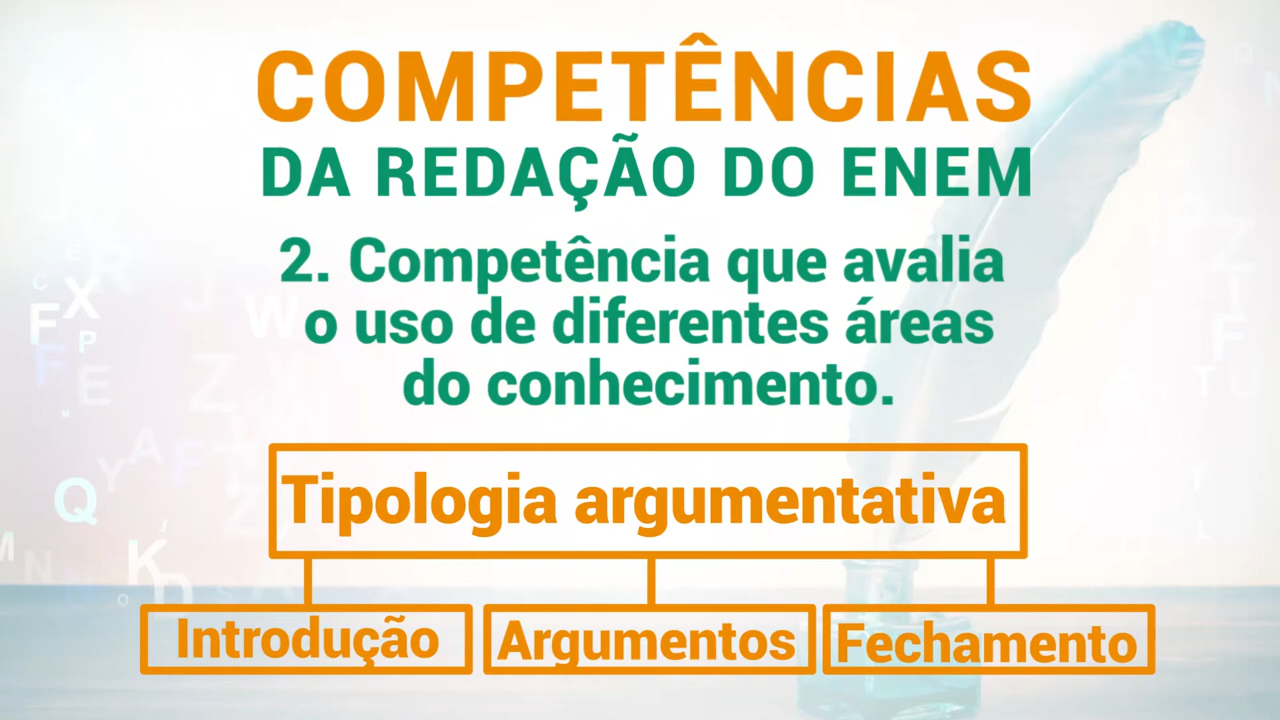 COMPETÊNCIAS
DA REDAÇÃO DO ENEM
2. Competência que avalia
o uso de diferentes áreas
do conhecimento.
Tipologia argumentativa
Introdução
Argumentos
Fechamento